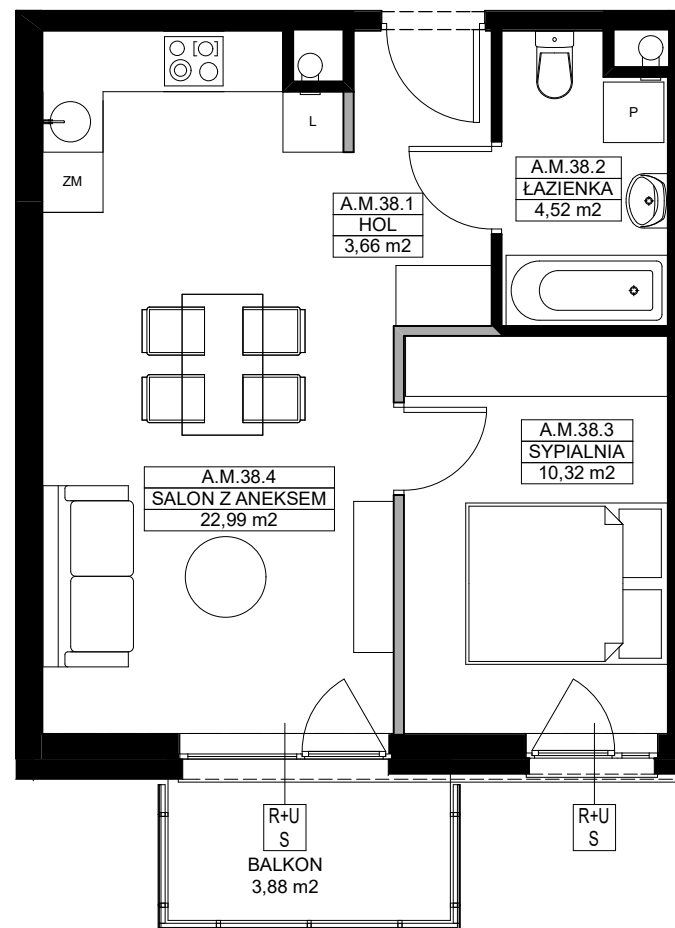 L
P
ZM
A.M.38.2
ŁAZIENKA
4,52 m2
A.M.38.1
HOL
3,66 m2
A.M.38.3
SYPIALNIA
10,32 m2
A.M.38.4
SALON Z ANEKSEM
22,99 m2
R+U
S
R+U
S
BALKON
3,88 m2